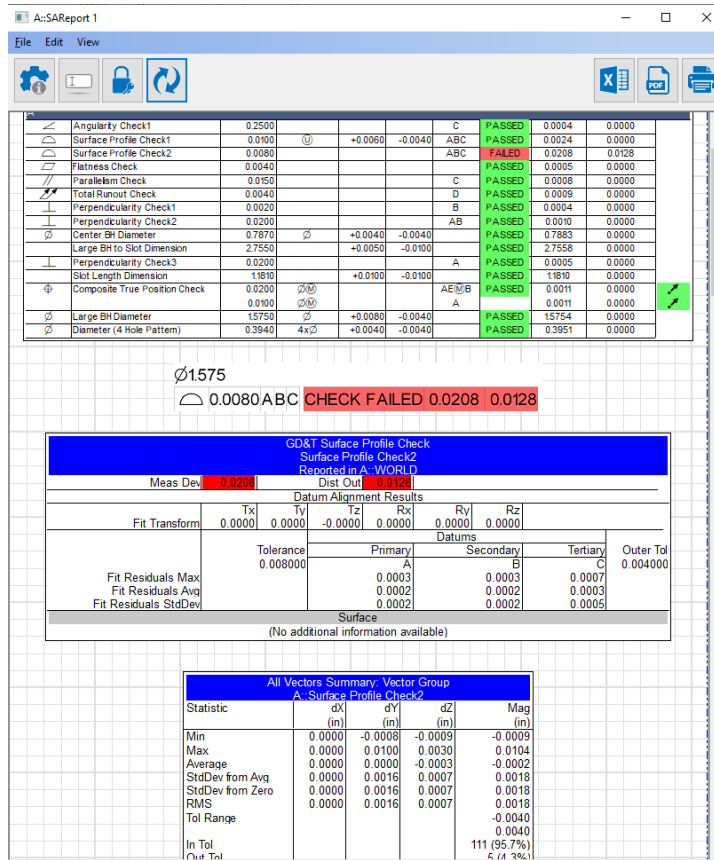 A::SAReport 1
File Edit View
PDF
A
∠ Angularity Check1 0.2500 C PASSED 0.0004 0.0000
⌓ Surface Profile Check1 0.0100 Ⓤ +0.0060 -0.0040 ABC PASSED 0.0024 0.0000
⌓ Surface Profile Check2 0.0080 ABC FAILED 0.0208 0.0128
⏥ Flatness Check 0.0040 PASSED 0.0005 0.0000
// Parallelism Check 0.0150 C PASSED 0.0008 0.0000
Total Runout Check 0.0040 D PASSED 0.0009 0.0000
⊥ Perpendicularity Check1 0.0020 B PASSED 0.0004 0.0000
⊥ Perpendicularity Check2 0.0200 AB PASSED 0.0010 0.0000
Ø Center BH Diameter 0.7870 Ø +0.0040 -0.0040 PASSED 0.7883 0.0000
Large BH to Slot Dimension 2.7550 +0.0050 -0.0100 PASSED 2.7558 0.0000
⊥ Perpendicularity Check3 0.0200 A PASSED 0.0005 0.0000
Slot Length Dimension 1.1810 +0.0100 -0.0100 PASSED 1.1810 0.0000
⌖ Composite True Position Check 0.0200 ØⓂ AEⓂB PASSED 0.0011 0.0000
0.0100 ØⓂ A 0.0011 0.0000
Ø Large BH Diameter 1.5750 Ø +0.0080 -0.0040 PASSED 1.5754 0.0000
Ø Diameter (4 Hole Pattern) 0.3940 4xØ +0.0040 -0.0040 PASSED 0.3951 0.0000
Ø1.575
⌓ 0.0080 A B C CHECK FAILED 0.0208 0.0128
GD&T Surface Profile Check
Surface Profile Check2
Reported in A::WORLD
Meas Dev 0.0208 Dist Out 0.0128
Datum Alignment Results
Tx Ty Tz Rx Ry Rz
Fit Transform 0.0000 0.0000 -0.0000 0.0000 0.0000 0.0000
Datums
Tolerance Primary Secondary Tertiary Outer Tol
0.008000 A B C 0.004000
Fit Residuals Max 0.0003 0.0003 0.0007
Fit Residuals Avg 0.0002 0.0002 0.0003
Fit Residuals StdDev 0.0002 0.0002 0.0005
Surface
(No additional information available)
All Vectors Summary: Vector Group
A::Surface Profile Check2
Statistic dX dY dZ Mag
(in) (in) (in) (in)
Min 0.0000 -0.0008 -0.0009 -0.0009
Max 0.0000 0.0100 0.0030 0.0104
Average 0.0000 0.0000 -0.0003 -0.0002
StdDev from Avg 0.0000 0.0016 0.0007 0.0018
StdDev from Zero 0.0000 0.0016 0.0007 0.0018
RMS 0.0000 0.0016 0.0007 0.0018
Tol Range -0.0040
0.0040
In Tol 111 (95.7%)
Out Tol 5 (4.3%)